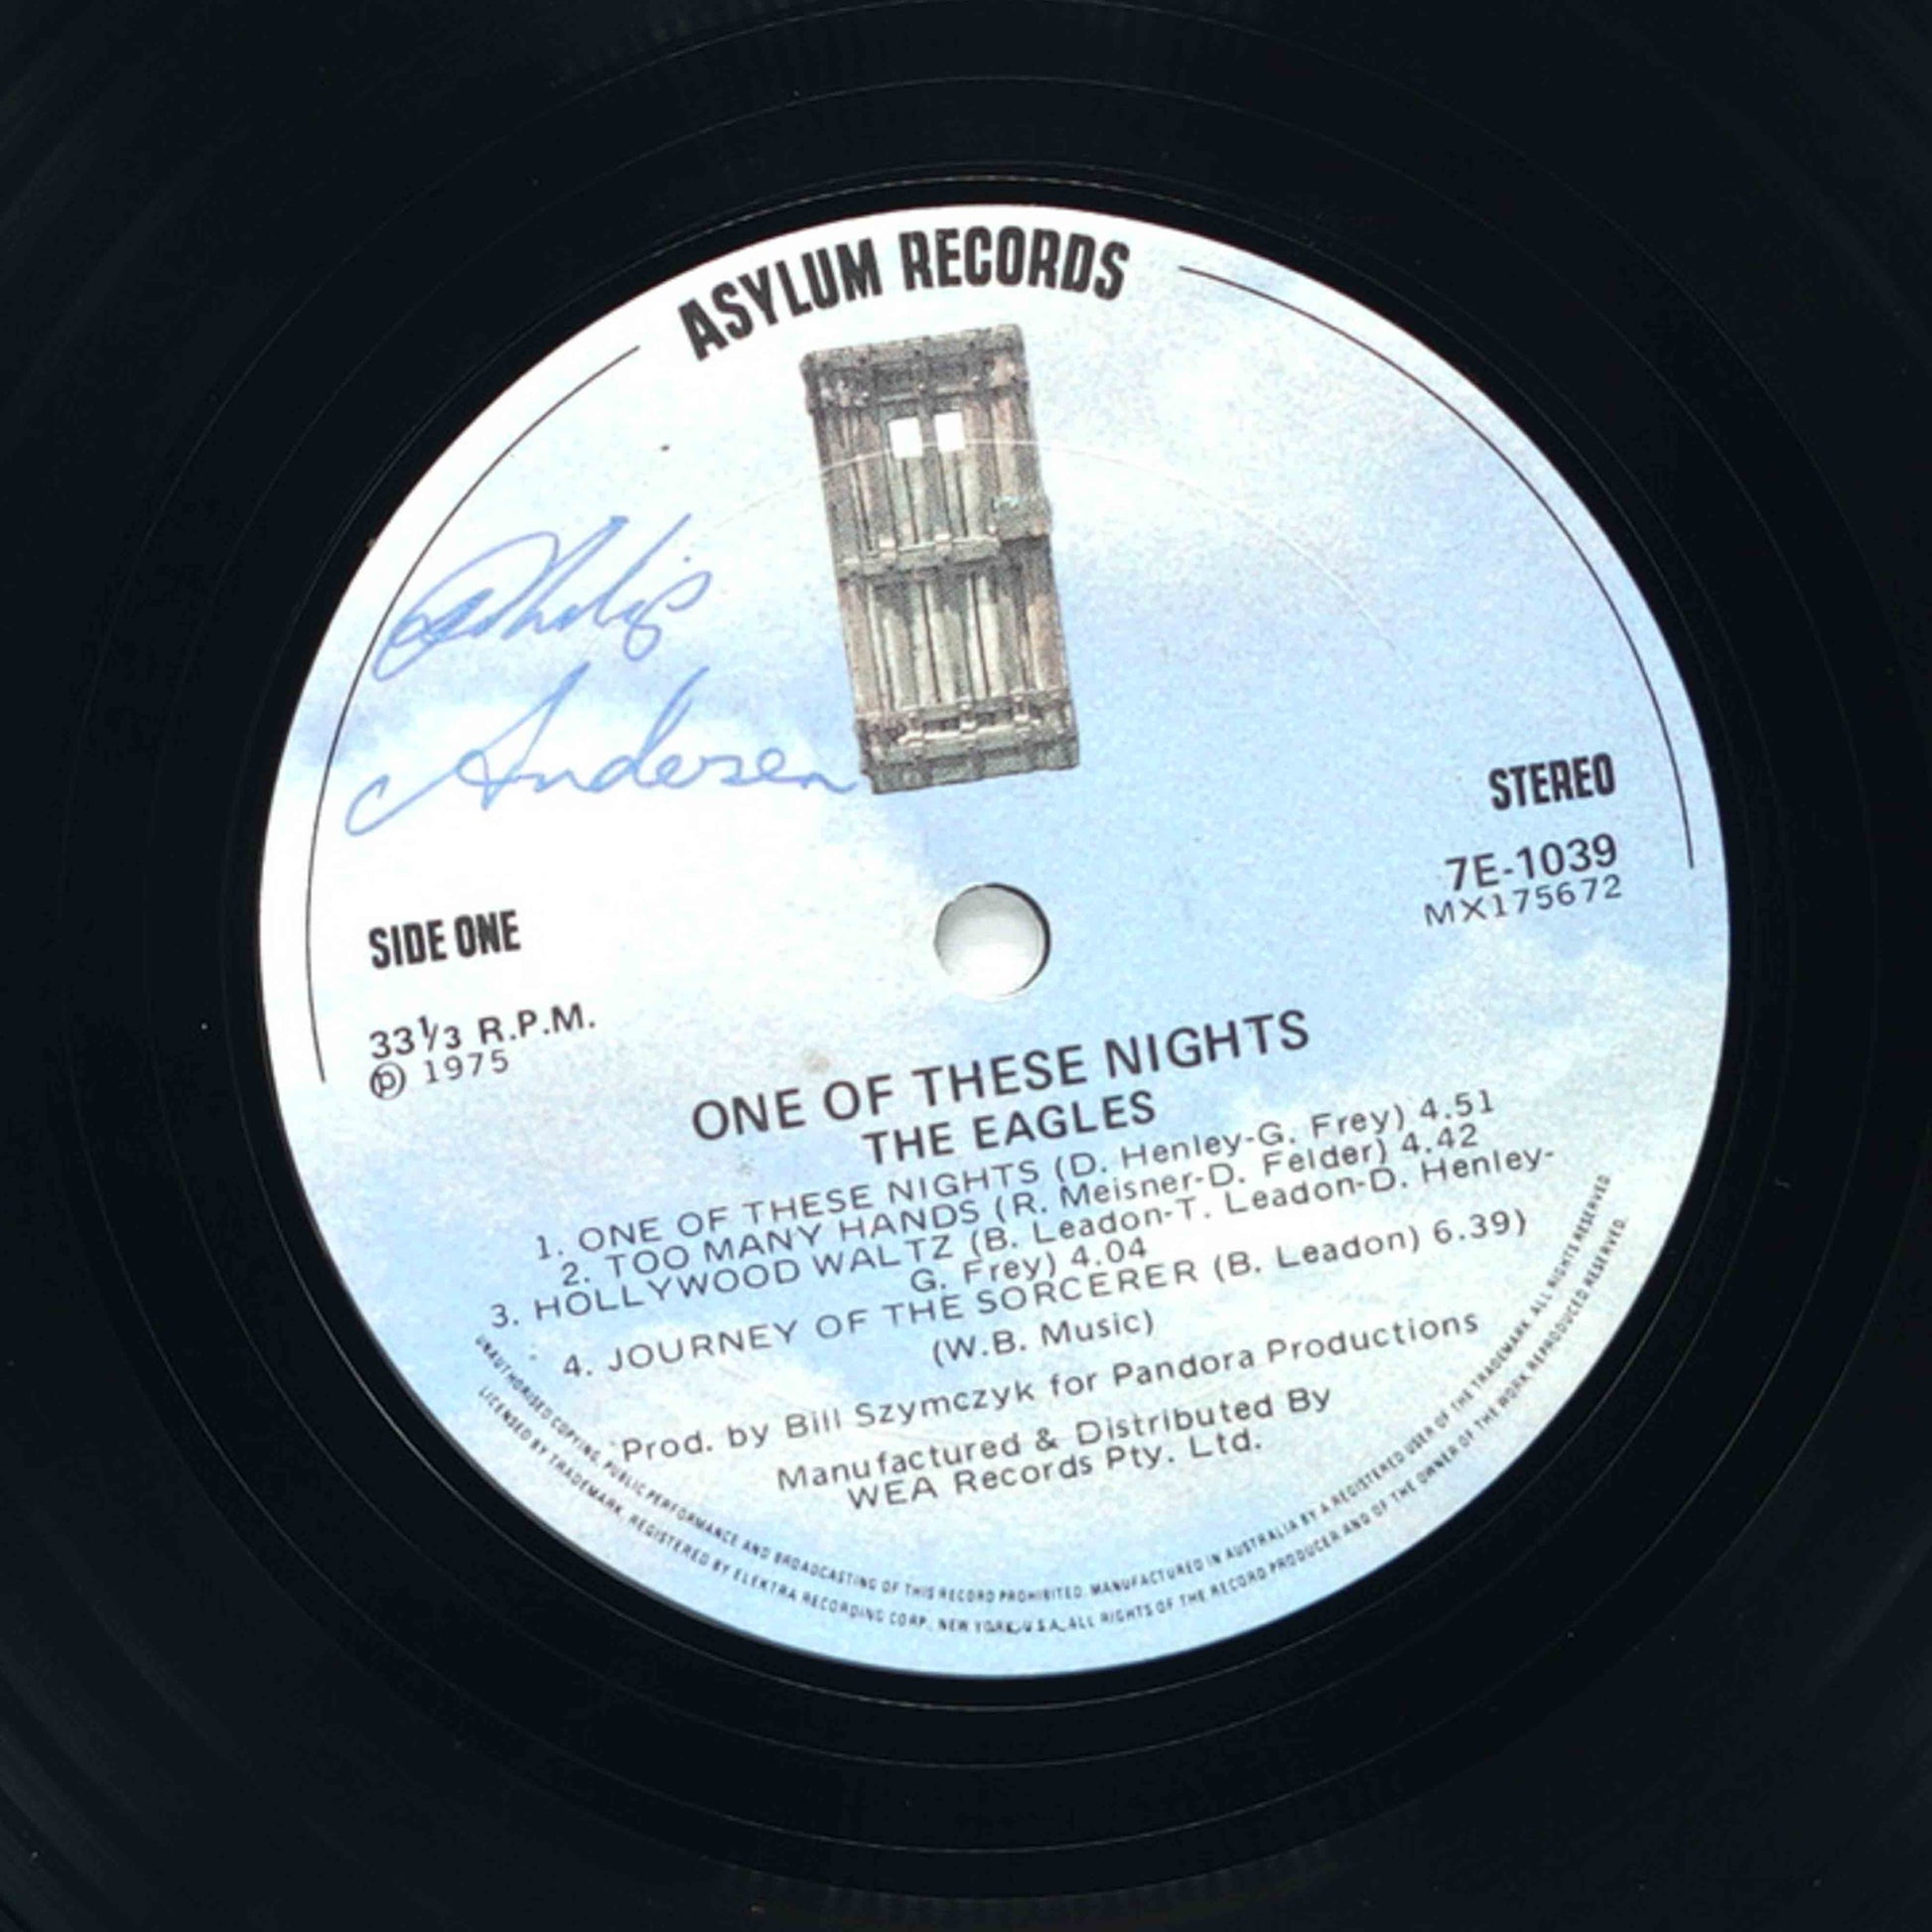 ASYLUM RECORDS
Philip
Andersen
STEREO
7E-1039
MX175672
SIDE ONE
33⅓ R.P.M.
Ⓟ 1975
ONE OF THESE NIGHTS
THE EAGLES
1. ONE OF THESE NIGHTS (D. Henley-G. Frey) 4.51
2. TOO MANY HANDS (R. Meisner-D. Felder) 4.42
3. HOLLYWOOD WALTZ (B. Leadon-T. Leadon-D. Henley-
G. Frey) 4.04
4. JOURNEY OF THE SORCERER (B. Leadon) 6.39)
(W.B. Music)
Prod. by Bill Szymczyk for Pandora Productions
Manufactured & Distributed By
WEA Records Pty. Ltd.
UNAUTHORISED COPYING, PUBLIC PERFORMANCE AND BROADCASTING OF THIS RECORD PROHIBITED. MANUFACTURED IN AUSTRALIA BY A REGISTERED USER OF THE TRADEMARK. ALL RIGHTS RESERVED
LICENSED BY TRADEMARK, REGISTERED BY ELEKTRA RECORDING CORP. NEW YORK, U.S.A. ALL RIGHTS OF THE RECORD PRODUCER AND OF THE OWNER OF THE WORK REPRODUCED RESERVED.